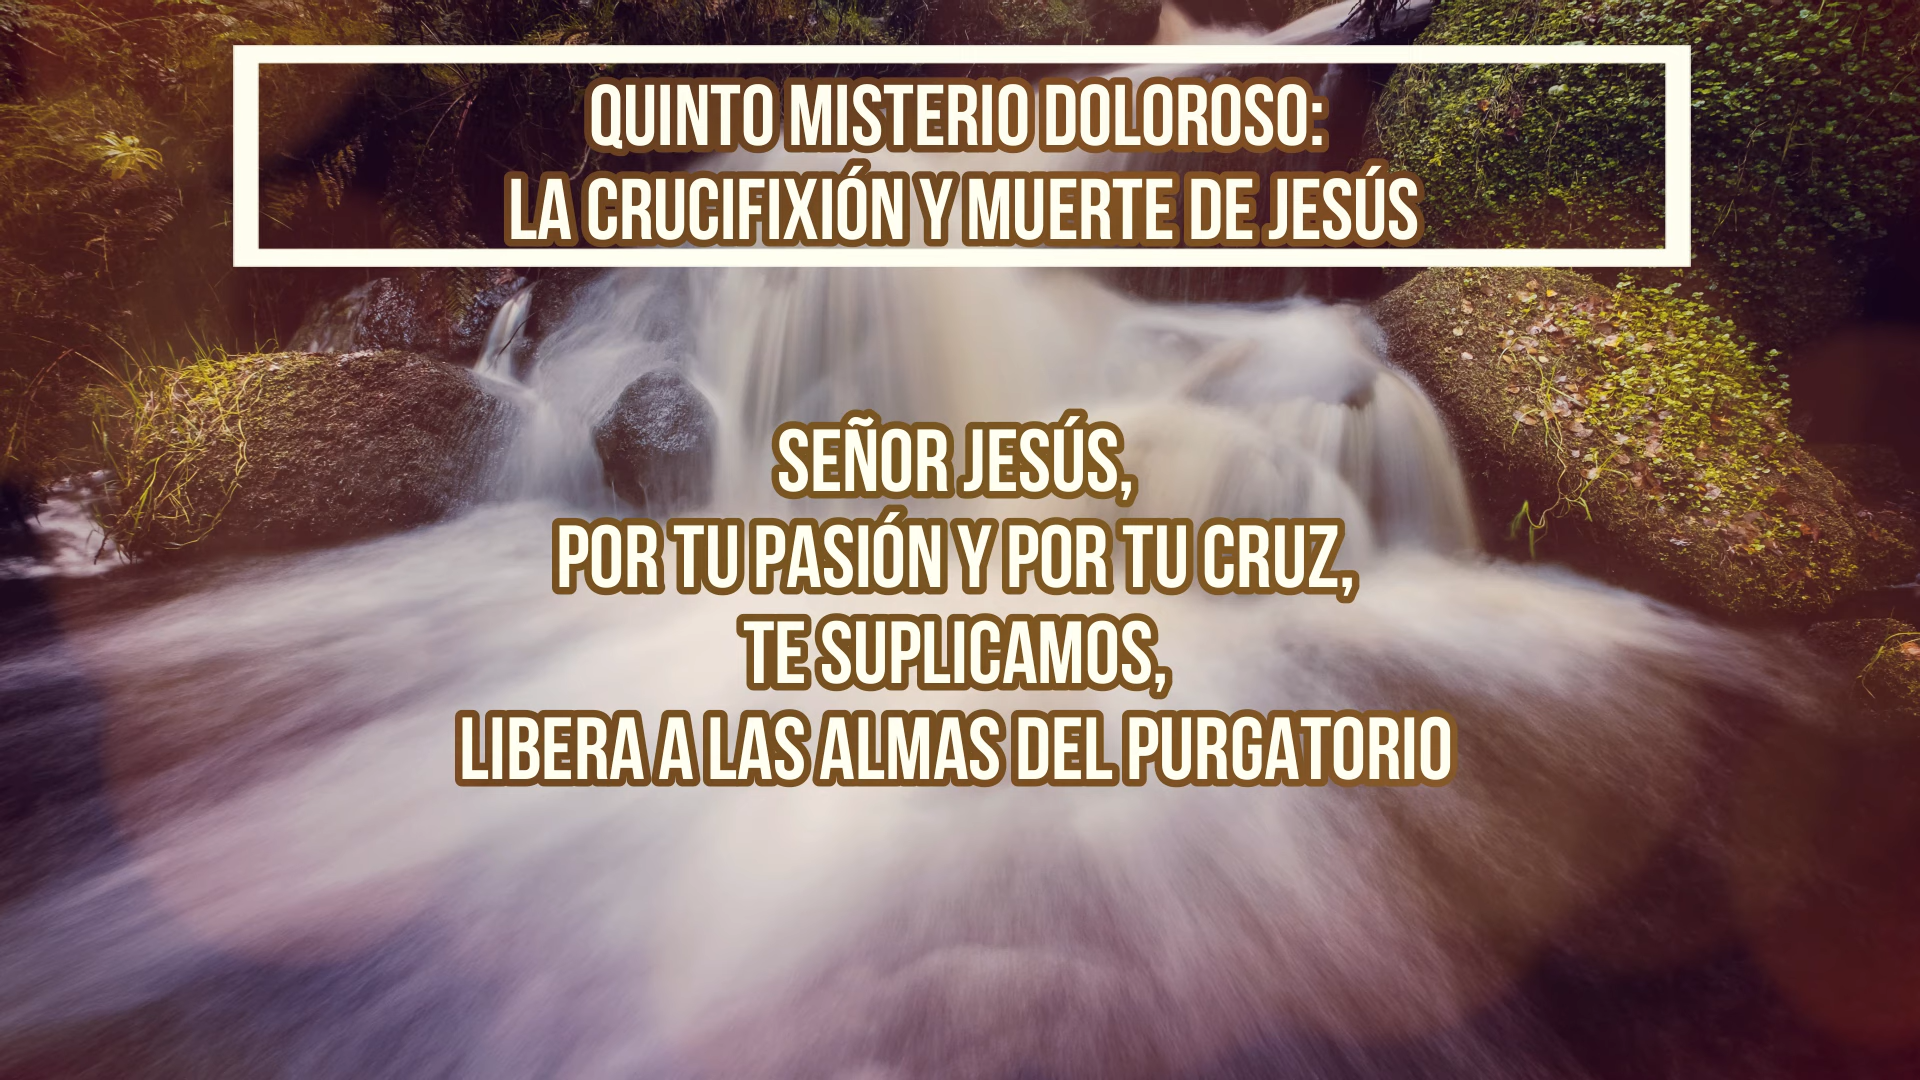 QUINTO MISTERIO DOLOROSO:
LA CRUCIFIXIÓN Y MUERTE DE JESÚS
SEÑOR JESÚS,
POR TU PASIÓN Y POR TU CRUZ,
TE SUPLICAMOS,
LIBERA A LAS ALMAS DEL PURGATORIO